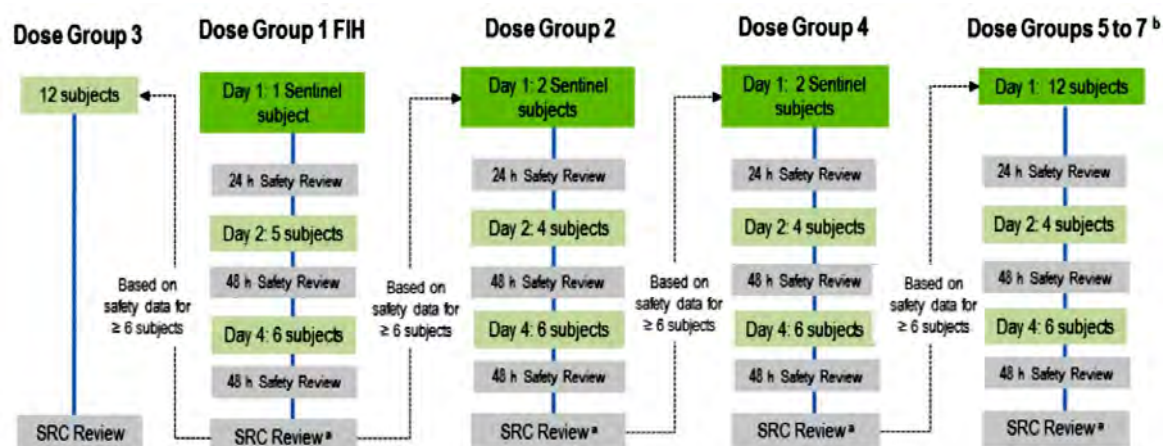 Dose Group 3
12 subjects
SRC Review
Based on
safety data for
≥ 6 subjects
Dose Group 1 FIH
Day 1: 1 Sentinel
subject
24 h Safety Review
Day 2: 5 subjects
48 h Safety Review
Day 4: 6 subjects
48 h Safety Review
SRC Review a
Based on
safety data for
≥ 6 subjects
Dose Group 2
Day 1: 2 Sentinel
subjects
24 h Safety Review
Day 2: 4 subjects
48 h Safety Review
Day 4: 6 subjects
48 h Safety Review
SRC Review a
Based on
safety data for
≥ 6 subjects
Dose Group 4
Day 1: 2 Sentinel
subjects
24 h Safety Review
Day 2: 4 subjects
48 h Safety Review
Day 4: 6 subjects
48 h Safety Review
SRC Review a
Based on
safety data for
≥ 6 subjects
Dose Groups 5 to 7 b
Day 1: 12 subjects
24 h Safety Review
Day 2: 4 subjects
48 h Safety Review
Day 4: 6 subjects
48 h Safety Review
SRC Review a